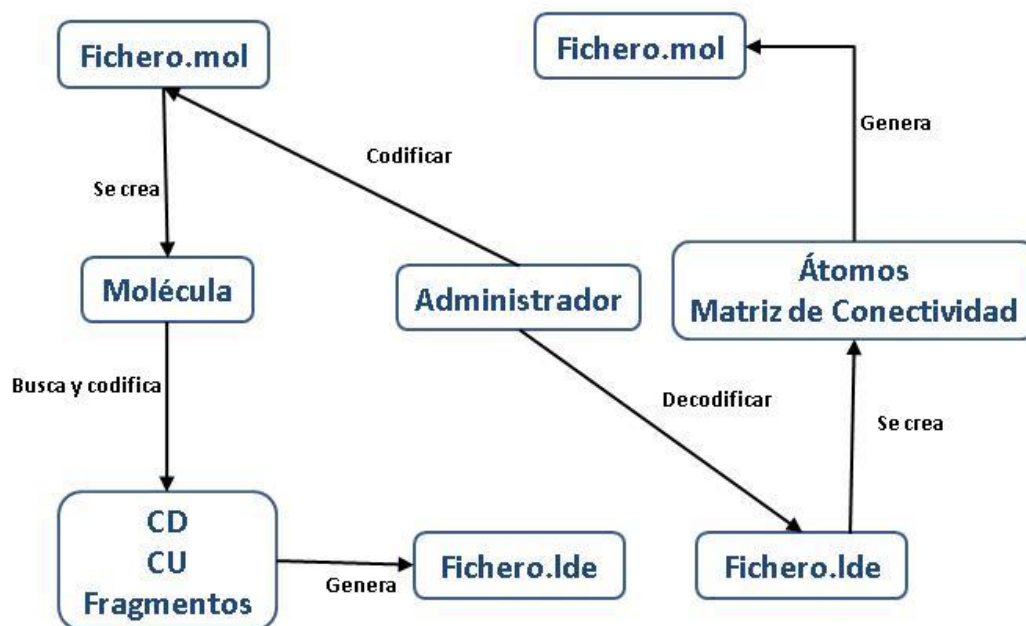 Fichero.mol
Fichero.mol
Genera
Codificar
Se crea
Molécula
Administrador
Átomos
Matriz de Conectividad
Busca y codifica
Decodificar
Se crea
CD
CU
Fragmentos
Genera
Fichero.lde
Fichero.lde